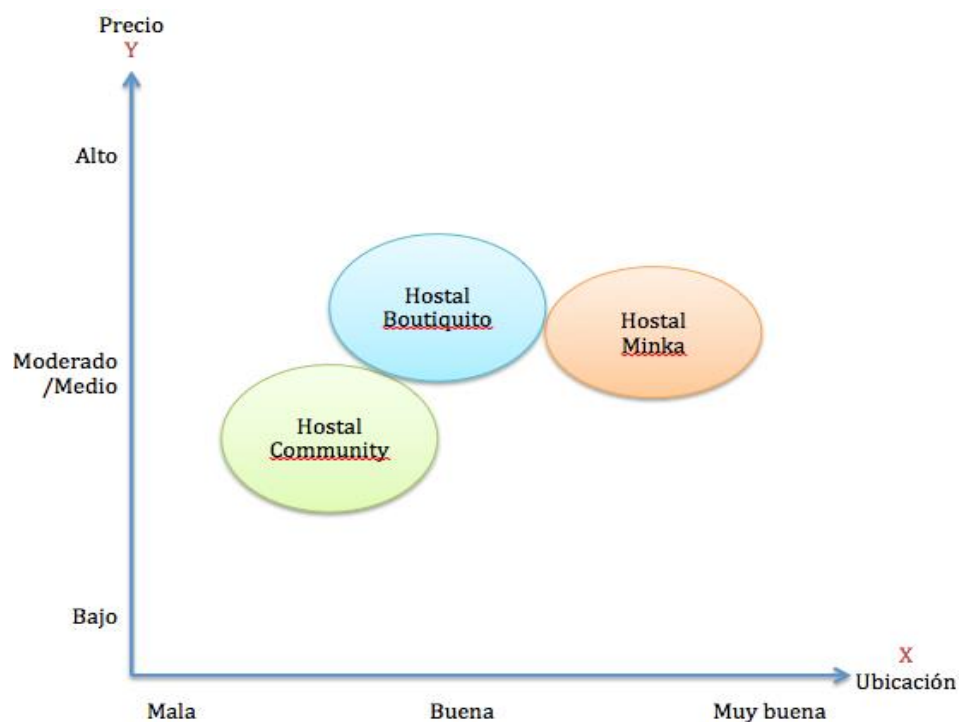 Precio
Y
Alto
Hostal
Boutiquito
Hostal
Minka
Moderado
/Medio
Hostal
Community
Bajo
X
Ubicación
Mala
Buena
Muy buena